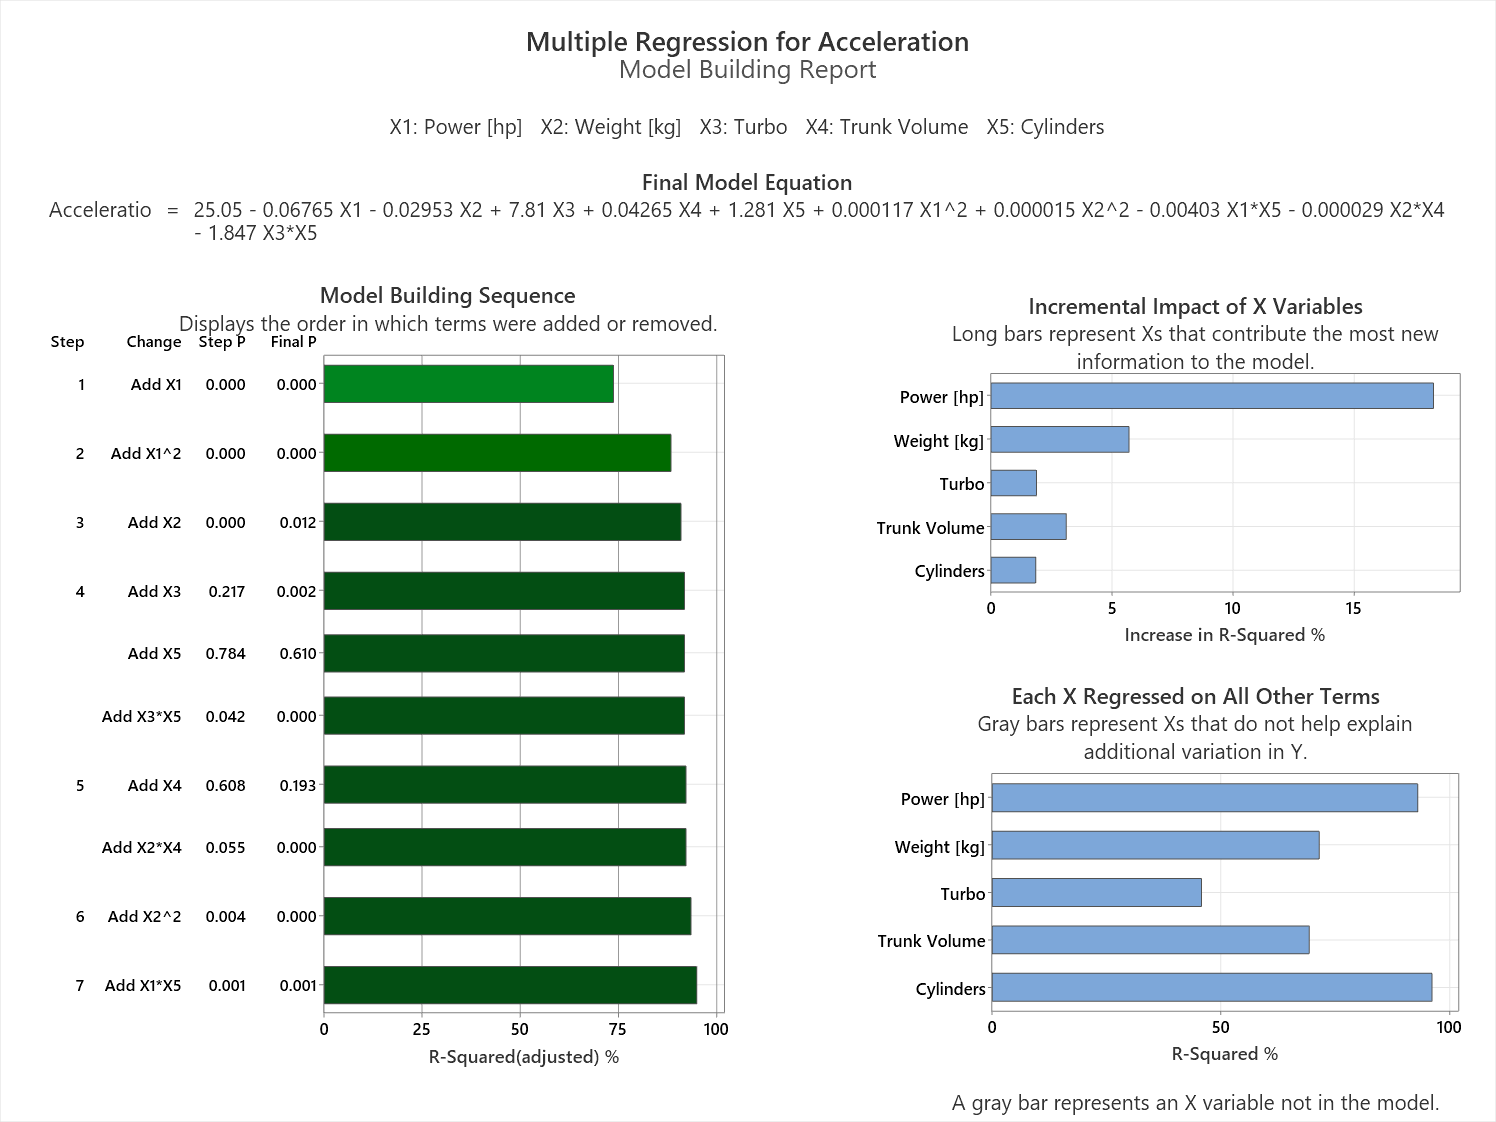 Multiple Regression for Acceleration
Model Building Report
X1: Power [hp] X2: Weight [kg] X3: Turbo X4: Trunk Volume X5: Cylinders
Final Model Equation
Acceleratio = 25.05 - 0.06765 X1 - 0.02953 X2 + 7.81 X3 + 0.04265 X4 + 1.281 X5 + 0.000117 X1^2 + 0.000015 X2^2 - 0.00403 X1*X5 - 0.000029 X2*X4
- 1.847 X3*X5
Model Building Sequence
Displays the order in which terms were added or removed.
Step Change Step P Final P
1 Add X1 0.000 0.000
2 Add X1^2 0.000 0.000
3 Add X2 0.000 0.012
4 Add X3 0.217 0.002
Add X5 0.784 0.610
Add X3*X5 0.042 0.000
5 Add X4 0.608 0.193
Add X2*X4 0.055 0.000
6 Add X2^2 0.004 0.000
7 Add X1*X5 0.001 0.001
0 25 50 75 100
R-Squared(adjusted) %
Incremental Impact of X Variables
Long bars represent Xs that contribute the most new
information to the model.
Power [hp]
Weight [kg]
Turbo
Trunk Volume
Cylinders
0 5 10 15
Increase in R-Squared %
Each X Regressed on All Other Terms
Gray bars represent Xs that do not help explain
additional variation in Y.
Power [hp]
Weight [kg]
Turbo
Trunk Volume
Cylinders
0 50 100
R-Squared %
A gray bar represents an X variable not in the model.